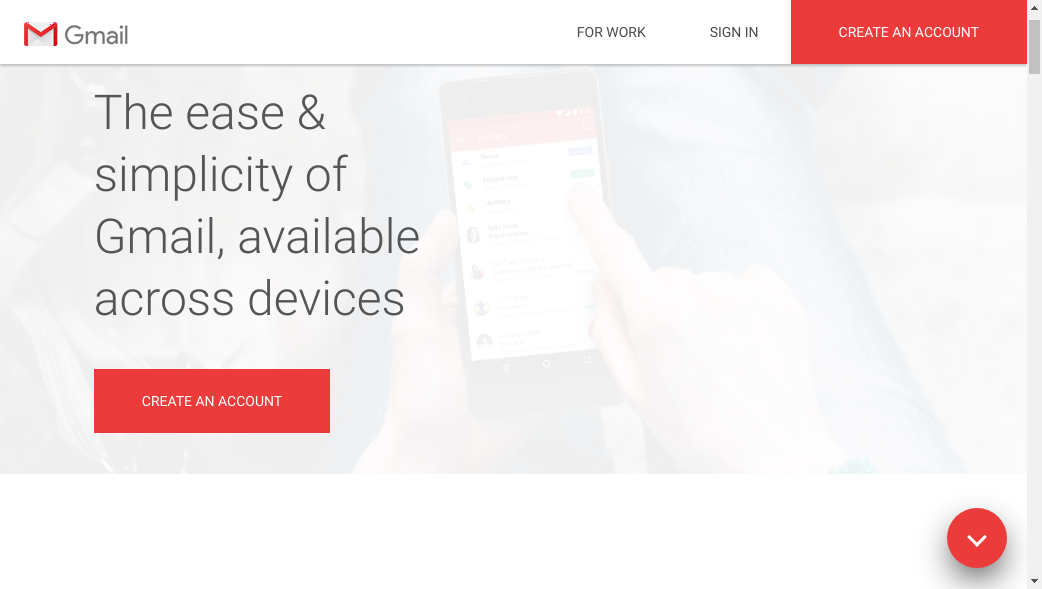 Gmail
FOR WORK
SIGN IN
CREATE AN ACCOUNT
The ease &
simplicity of
Gmail, available
across devices
CREATE AN ACCOUNT